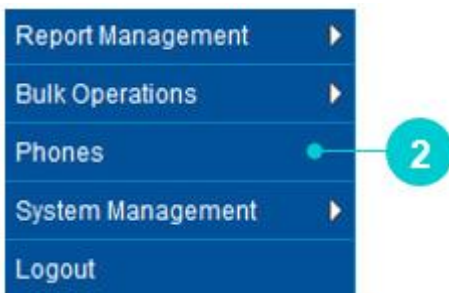 Report Management
Bulk Operations
Phones
2
System Management
Logout